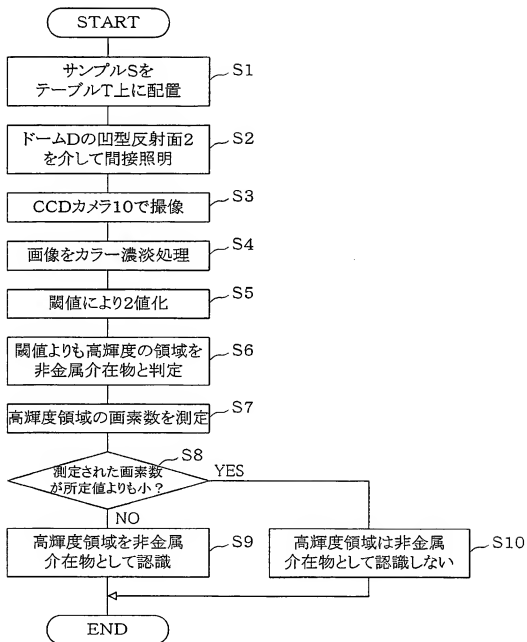 START
サンプルSを
テーブルT上に配置
S1
ドームDの凹型反射面2
を介して間接照明
S2
CCDカメラ10で撮像
S3
画像をカラー濃淡処理
S4
閾値により2値化
S5
閾値よりも高輝度の領域を
非金属介在物と判定
S6
高輝度領域の画素数を測定
S7
測定された画素数
が所定値よりも小？
S8
YES
NO
高輝度領域を非金属
介在物として認識
S9
高輝度領域は非金属
介在物として認識しない
S10
END